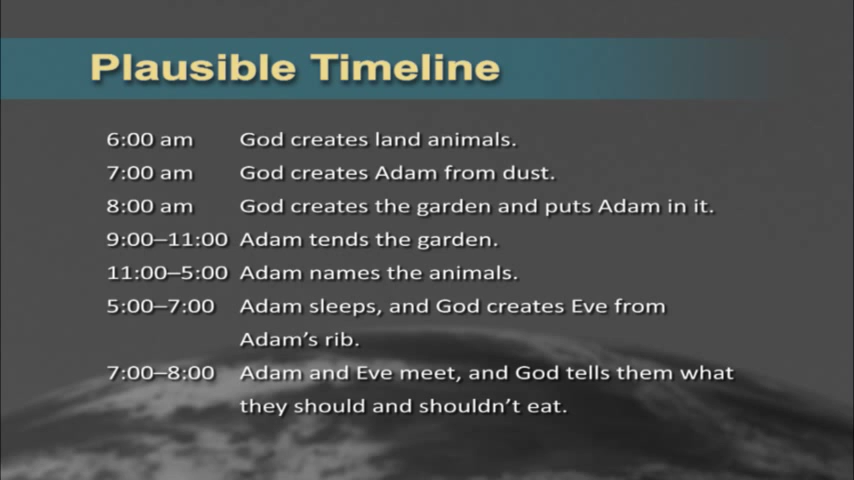 Plausible Timeline
6:00 am God creates land animals.
7:00 am God creates Adam from dust.
8:00 am God creates the garden and puts Adam in it.
9:00–11:00 Adam tends the garden.
11:00–5:00 Adam names the animals.
5:00–7:00 Adam sleeps, and God creates Eve from
Adam’s rib.
7:00–8:00 Adam and Eve meet, and God tells them what
they should and shouldn’t eat.